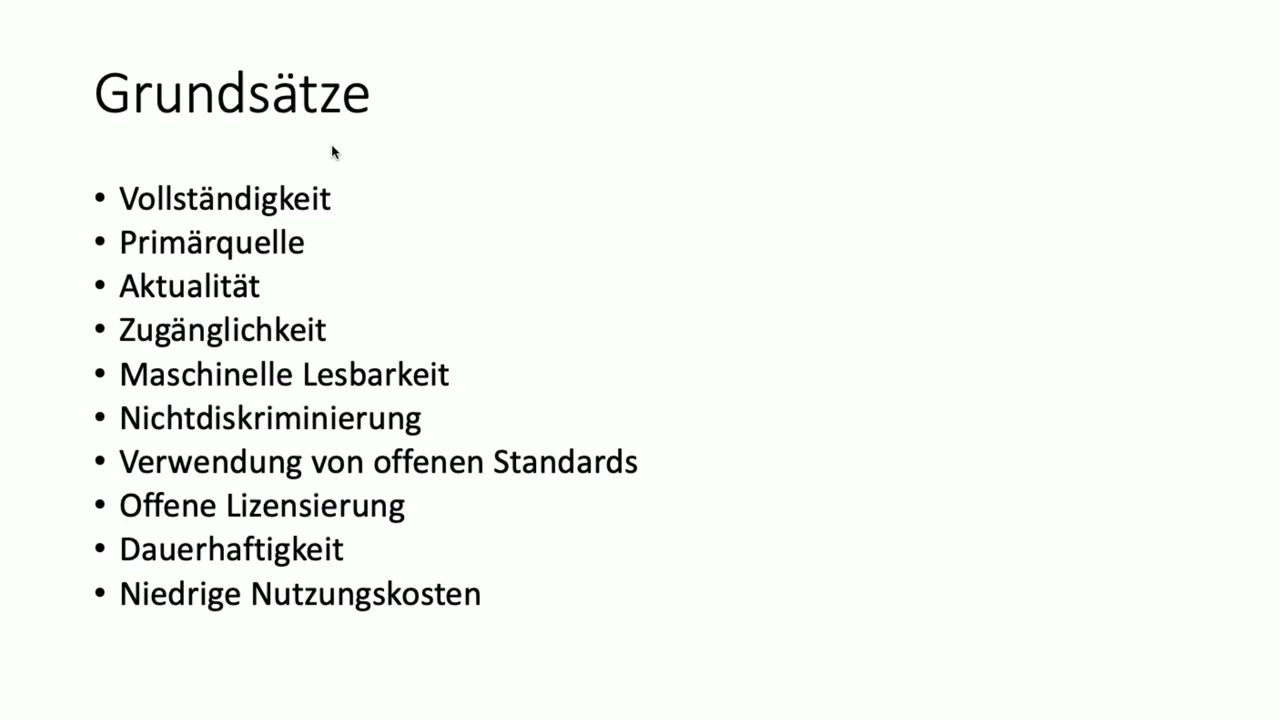 Grundsätze
• Vollständigkeit
• Primärquelle
• Aktualität
• Zugänglichkeit
• Maschinelle Lesbarkeit
• Nichtdiskriminierung
• Verwendung von offenen Standards
• Offene Lizensierung
• Dauerhaftigkeit
• Niedrige Nutzungskosten